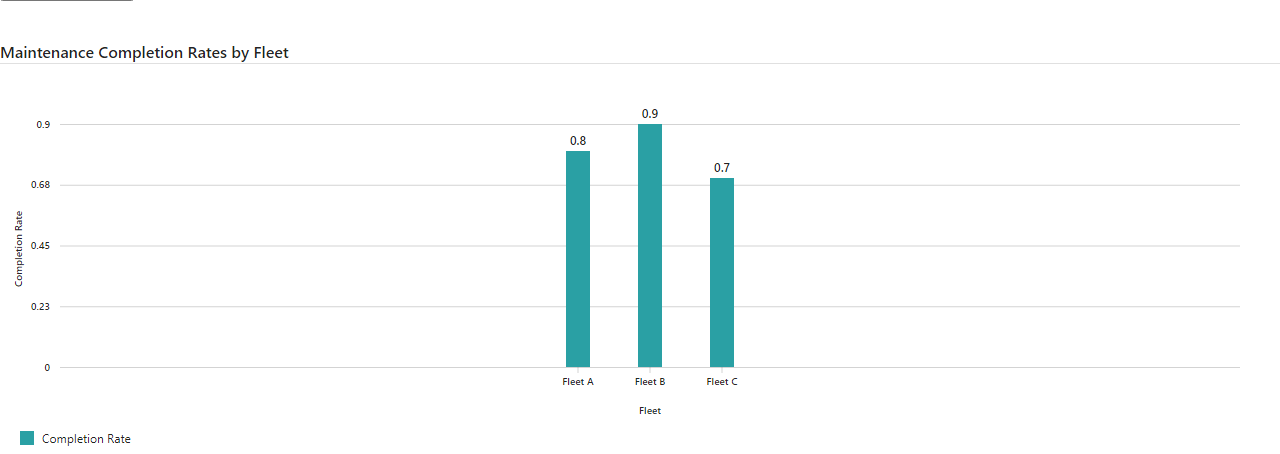 Maintenance Completion Rates by Fleet
0.9
0.8
0.7
0.9
0.68
0.45
0.23
0
Completion Rate
Fleet A Fleet B Fleet C
Fleet
Completion Rate